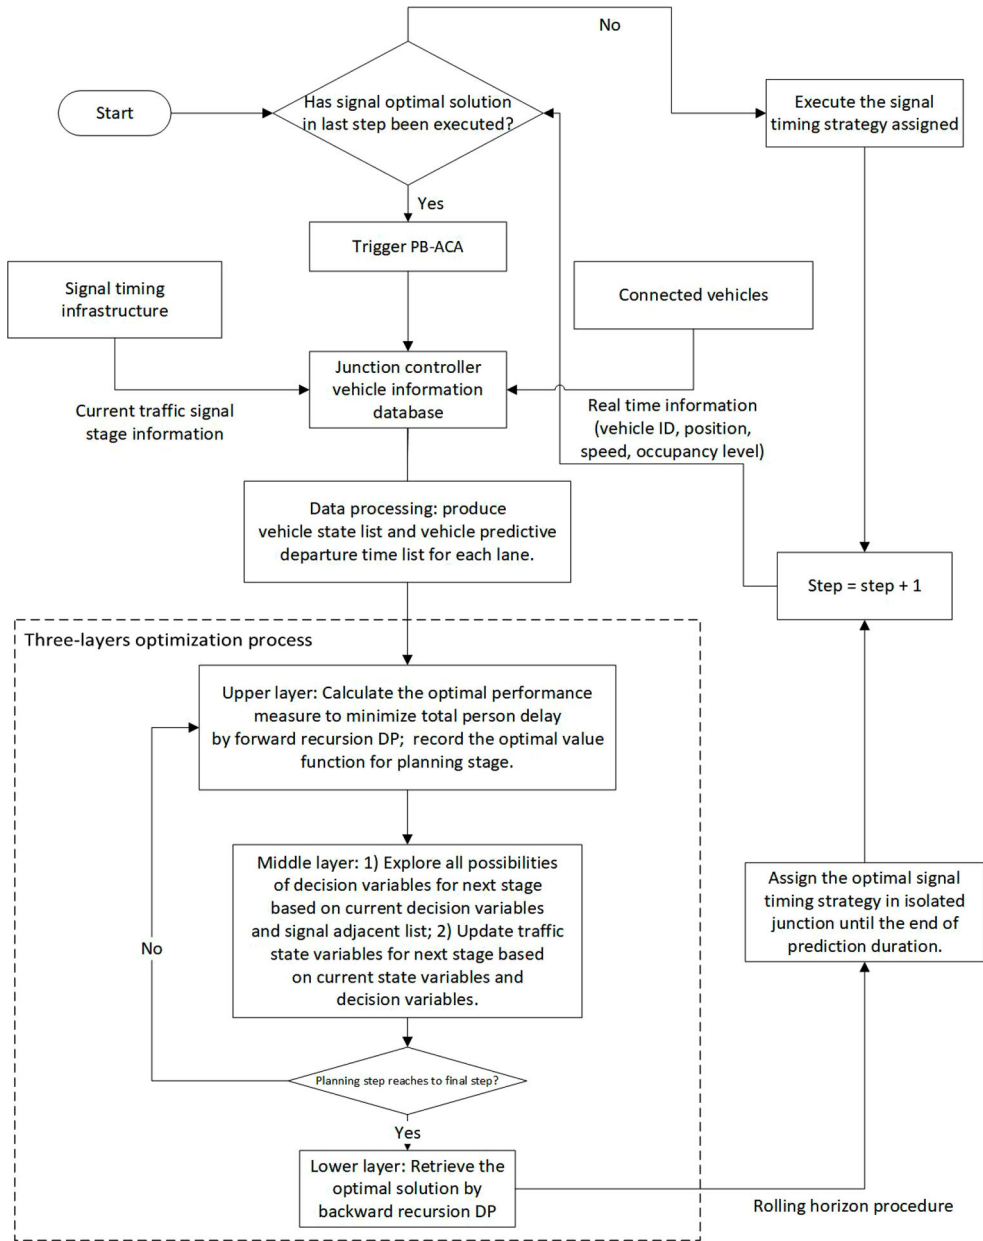 No
Start
Has signal optimal solution
in last step been executed?
Execute the signal
timing strategy assigned
Yes
Trigger PB-ACA
Signal timing
infrastructure
Connected vehicles
Junction controller
vehicle information
database
Current traffic signal
stage information
Real time information
(vehicle ID, position,
speed, occupancy level)
Data processing: produce
vehicle state list and vehicle predictive
departure time list for each lane.
Step = step + 1
Three-layers optimization process
Upper layer: Calculate the optimal performance
measure to minimize total person delay
by forward recursion DP; record the optimal value
function for planning stage.
Middle layer: 1) Explore all possibilities
of decision variables for next stage
based on current decision variables
and signal adjacent list; 2) Update traffic
state variables for next stage based
on current state variables and
decision variables.
No
Assign the optimal signal
timing strategy in isolated
junction until the end of
prediction duration.
Planning step reaches to final step?
Yes
Lower layer: Retrieve the
optimal solution by
backward recursion DP
Rolling horizon procedure